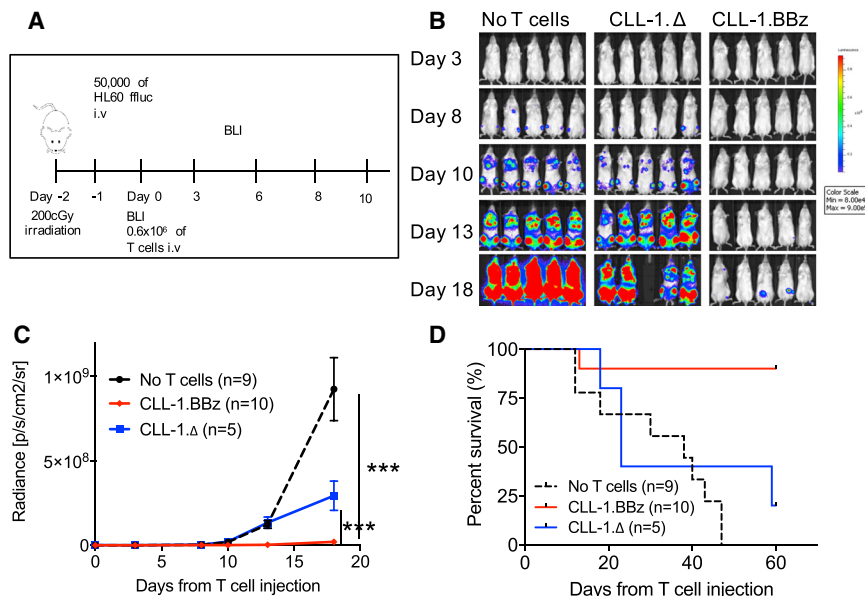 A
50,000 of
HL60 ffluc
i.v
BLI
Day -2
-1
Day 0
3
6
8
10
200cGy
irradiation
BLI
0.6x10⁶ of
T cells i.v
B
No T cells
CLL-1.Δ
CLL-1.BBz
Day 3
Day 8
Day 10
Day 13
Day 18
Color Scale
Min = 8.00e4
Max = 9.00e5
C
Radiance [p/s/cm2/sr]
1×10⁹
5×10⁸
0
No T cells (n=9)
CLL-1.BBz (n=10)
CLL-1.Δ (n=5)
***
***
0 5 10 15 20
Days from T cell injection
D
Percent survival (%)
100
75
50
25
0
No T cells (n=9)
CLL-1.BBz (n=10)
CLL-1.Δ (n=5)
0 20 40 60
Days from T cell injection